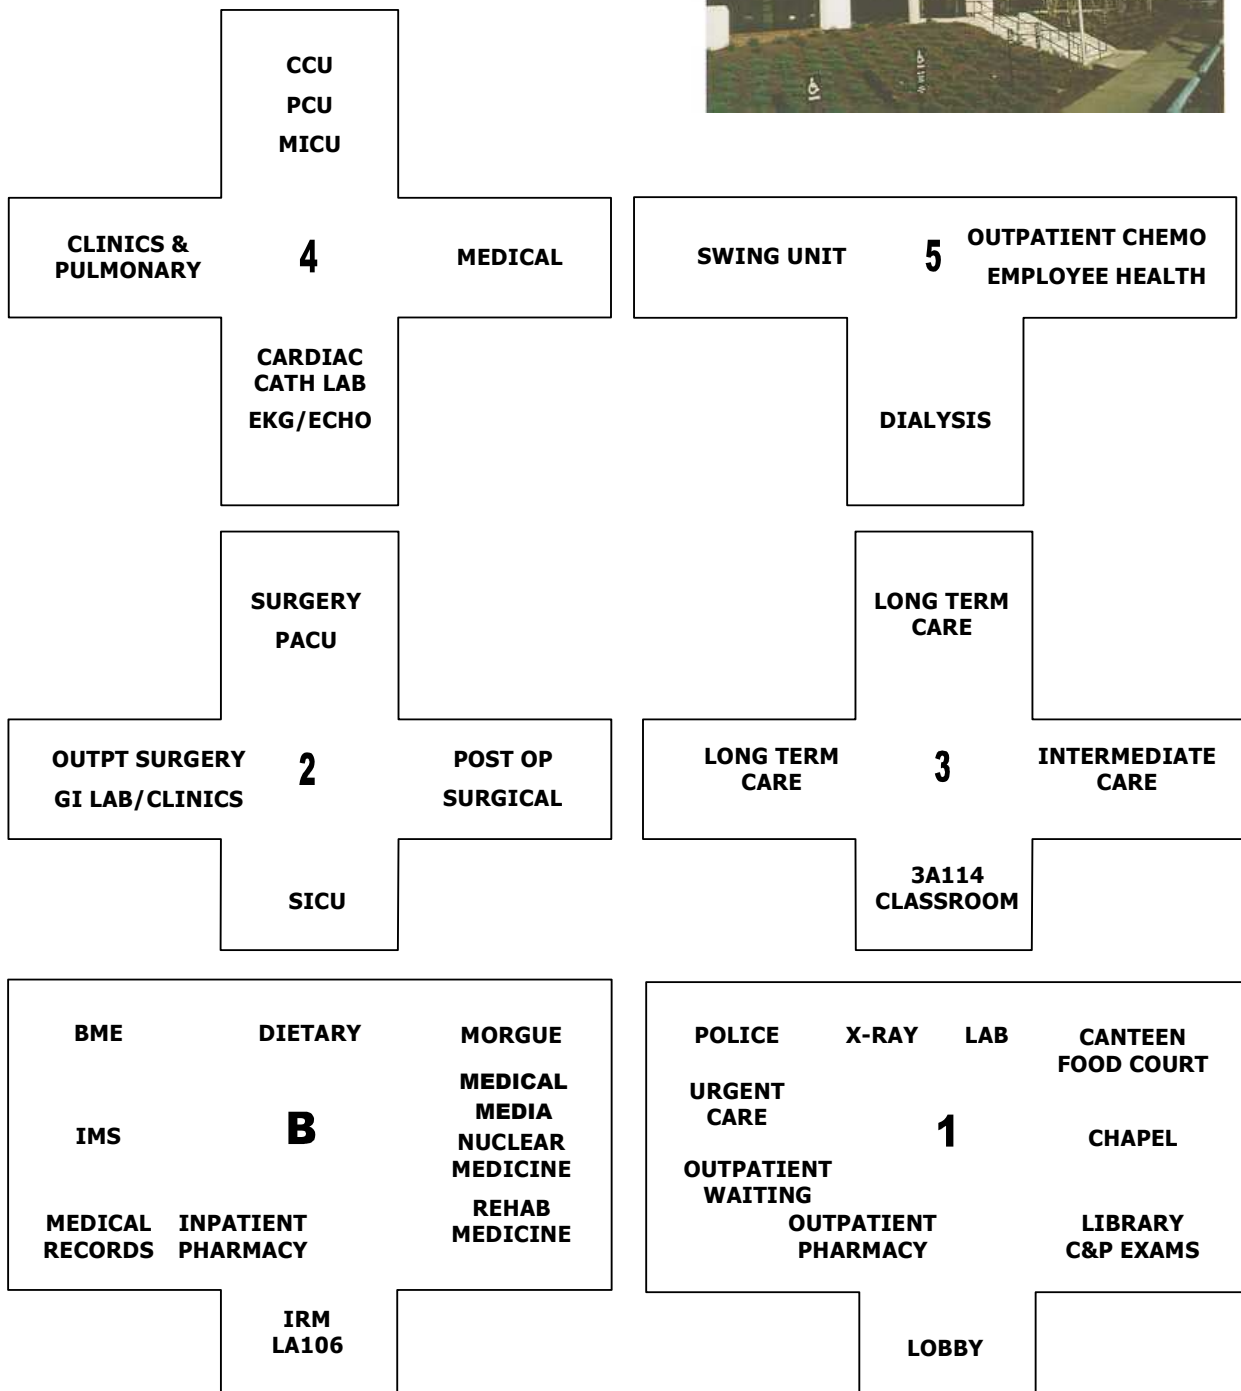 CCU
PCU
MICU
CLINICS &
PULMONARY
4
MEDICAL
CARDIAC
CATH LAB
EKG/ECHO
SWING UNIT
5
OUTPATIENT CHEMO
EMPLOYEE HEALTH
DIALYSIS
SURGERY
PACU
OUTPT SURGERY
GI LAB/CLINICS
2
POST OP
SURGICAL
SICU
LONG TERM
CARE
LONG TERM
CARE
3
INTERMEDIATE
CARE
3A114
CLASSROOM
BME
DIETARY
MORGUE
MEDICAL
MEDIA
IMS
B
NUCLEAR
MEDICINE
MEDICAL
RECORDS
INPATIENT
PHARMACY
REHAB
MEDICINE
IRM
LA106
POLICE
X-RAY
LAB
CANTEEN
FOOD COURT
URGENT
CARE
1
CHAPEL
OUTPATIENT
WAITING
OUTPATIENT
PHARMACY
LIBRARY
C&P EXAMS
LOBBY